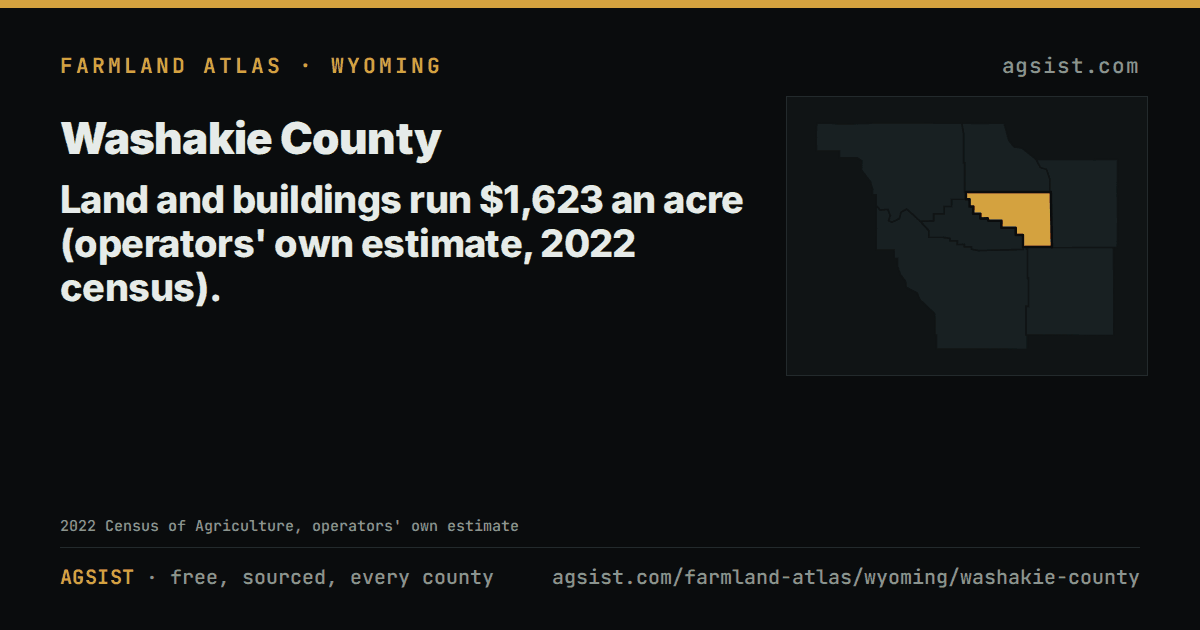 FARMLAND ATLAS · WYOMING
agsist.com
Washakie County
Land and buildings run $1,623 an acre
(operators' own estimate, 2022
census).
2022 Census of Agriculture, operators' own estimate
AGSIST · free, sourced, every county
agsist.com/farmland-atlas/wyoming/washakie-county